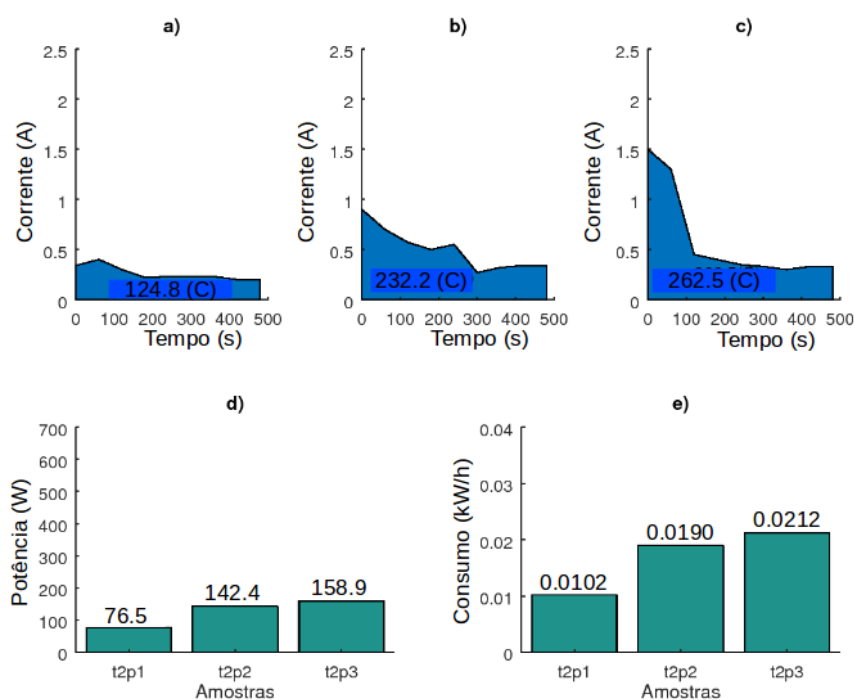 a)
2.5
2
1.5
1
0.5
0
Corrente (A)
124.8 (C)
0 100 200 300 400 500
Tempo (s)
b)
2.5
2
1.5
1
0.5
0
Corrente (A)
232.2 (C)
0 100 200 300 400 500
Tempo (s)
c)
2.5
2
1.5
1
0.5
0
Corrente (A)
262.5 (C)
0 100 200 300 400 500
Tempo (s)
d)
700
600
500
400
300
200
100
0
Potência (W)
76.5
142.4
158.9
t2p1 t2p2 t2p3
Amostras
e)
0.04
0.03
0.02
0.01
0
Consumo (kW/h)
0.0102
0.0190
0.0212
t2p1 t2p2 t2p3
Amostras